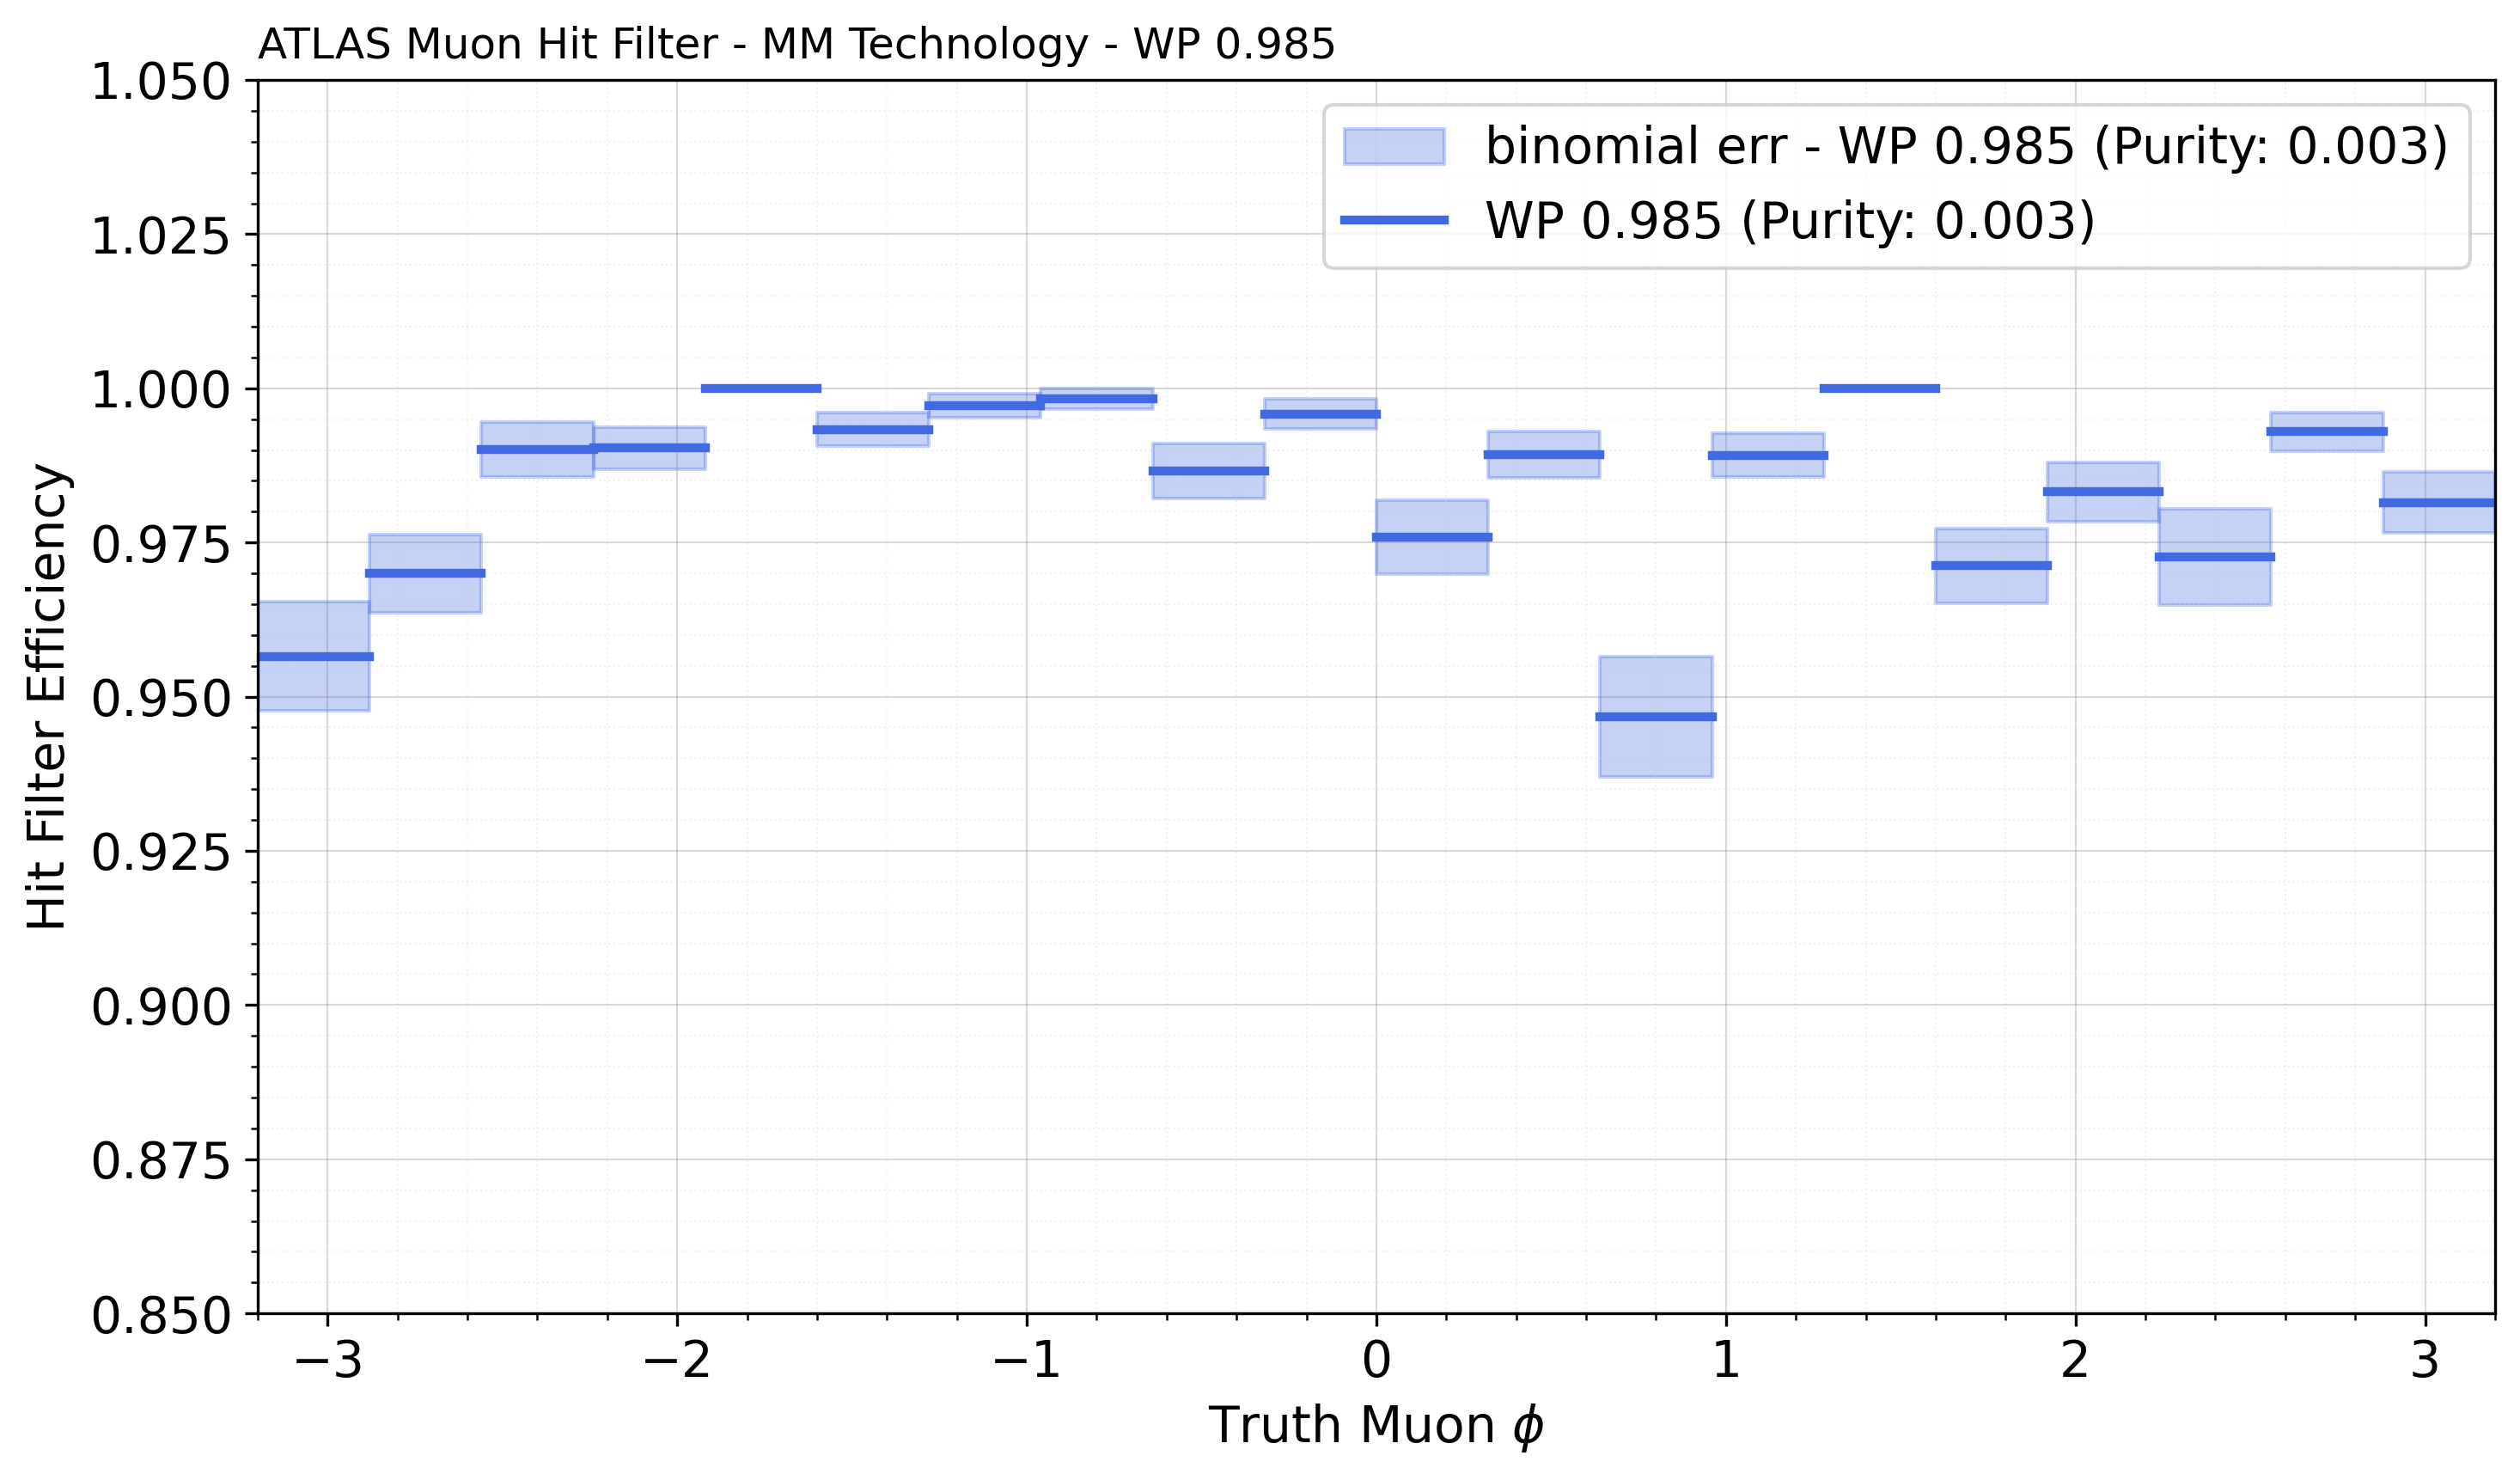 ATLAS Muon Hit Filter - MM Technology - WP 0.985
binomial err - WP 0.985 (Purity: 0.003)
WP 0.985 (Purity: 0.003)
Hit Filter Efficiency
1.050
1.025
1.000
0.975
0.950
0.925
0.900
0.875
0.850
−3 −2 −1 0 1 2 3
Truth Muon ϕ